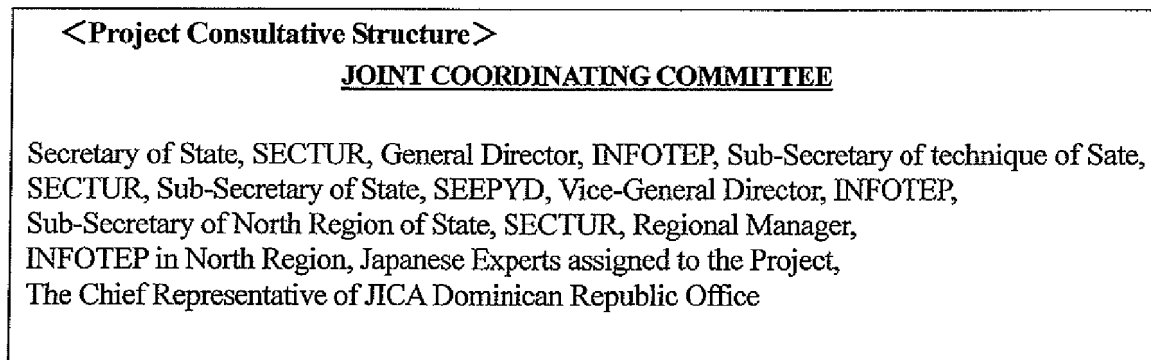 <Project Consultative Structure>
JOINT COORDINATING COMMITTEE
Secretary of State, SECTUR, General Director, INFOTEP, Sub-Secretary of technique of Sate,
SECTUR, Sub-Secretary of State, SEEPYD, Vice-General Director, INFOTEP,
Sub-Secretary of North Region of State, SECTUR, Regional Manager,
INFOTEP in North Region, Japanese Experts assigned to the Project,
The Chief Representative of JICA Dominican Republic Office